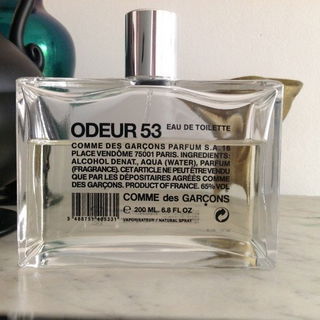 ODEUR 53 EAU DE TOILETTE
COMME DES GARÇONS PARFUM S.A. 16
PLACE VENDÔME 75001 PARIS. INGREDIENTS:
ALCOHOL DENAT., AQUA (WATER), PARFUM
(FRAGRANCE). CET ARTICLE NE PEUT ÊTRE VENDU
QUE PAR LES DÉPOSITAIRES AGRÉES COMME
DES GARÇONS. PRODUCT OF FRANCE. 65% VOL
COMME des GARÇONS
e 200 ML. 6.8 FL OZ
VAPORISATEUR / NATURAL SPRAY